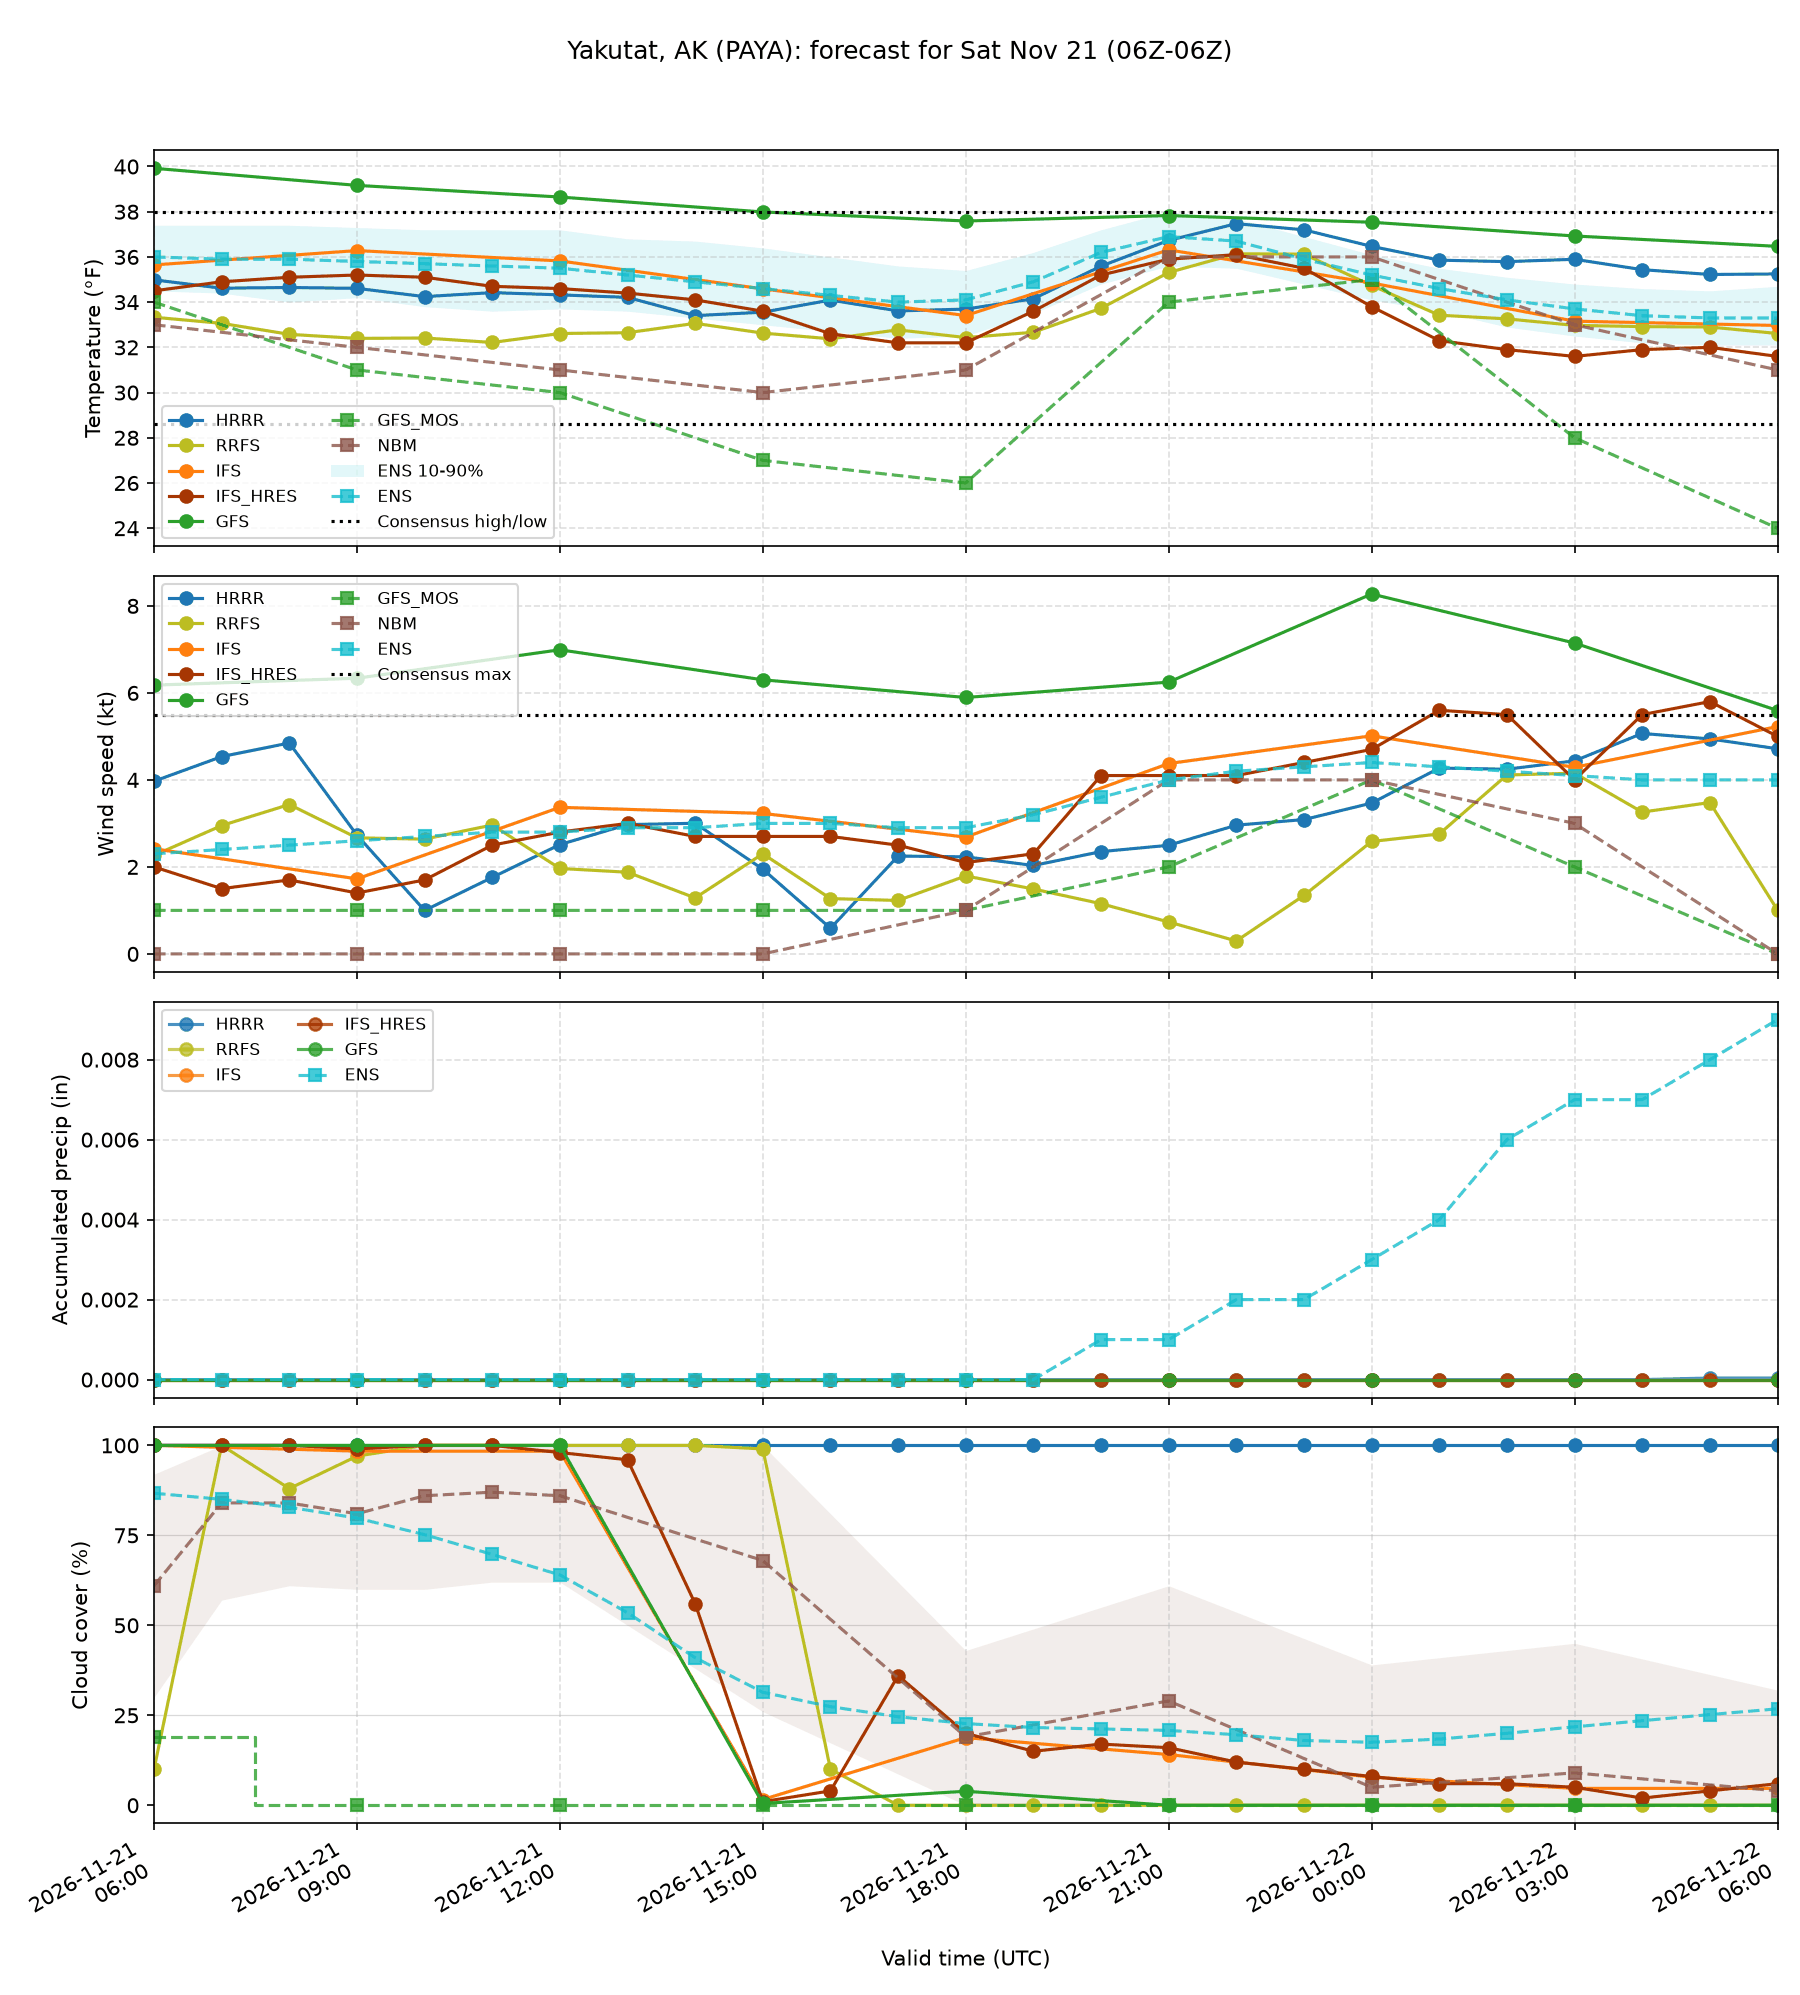 Yakutat, AK (PAYA): forecast for Sat Nov 21 (06Z-06Z)
Temperature (°F)
40
38
36
34
32
30
28
26
24
HRRR
RRFS
IFS
IFS_HRES
GFS
GFS_MOS
NBM
ENS 10-90%
ENS
Consensus high/low
Wind speed (kt)
8
6
4
2
0
HRRR
RRFS
IFS
IFS_HRES
GFS
GFS_MOS
NBM
ENS
Consensus max
Accumulated precip (in)
0.008
0.006
0.004
0.002
0.000
HRRR
RRFS
IFS
IFS_HRES
GFS
ENS
Cloud cover (%)
100
75
50
25
0
2026-11-21
06:00
2026-11-21
09:00
2026-11-21
12:00
2026-11-21
15:00
2026-11-21
18:00
2026-11-21
21:00
2026-11-22
00:00
2026-11-22
03:00
2026-11-22
06:00
Valid time (UTC)